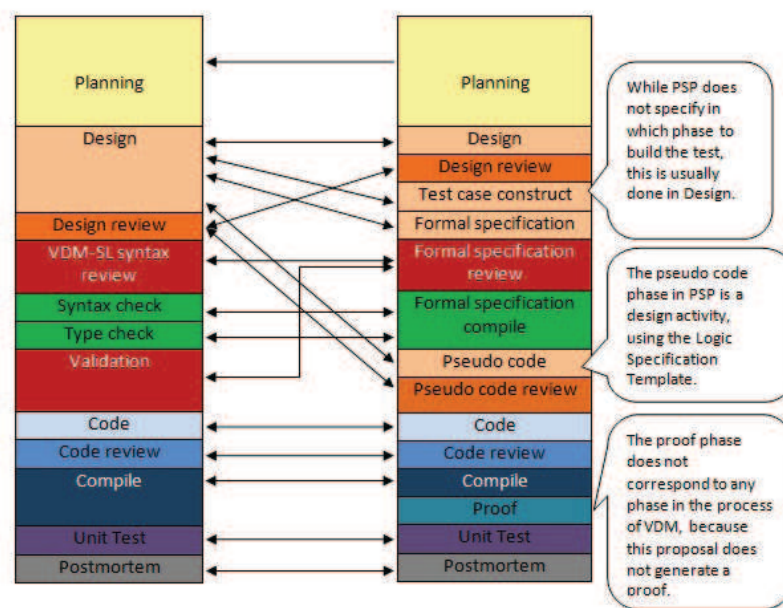 Planning
Design
Design review
VDM-SL syntax
review
Syntax check
Type check
Validation
Code
Code review
Compile
Unit Test
Postmortem
Planning
Design
Design review
Test case construct
Formal specification
Formal specification
review
Formal specification
compile
Pseudo code
Pseudo code review
Code
Code review
Compile
Proof
Unit Test
Postmortem
While PSP does
not specify in
which phase to
build the test,
this is usually
done in Design.
The pseudo code
phase in PSP is a
design activity,
using the Logic
Specification
Template.
The proof phase
does not
correspond to any
phase in the process
of VDM, because
this proposal does
not generate a
proof.